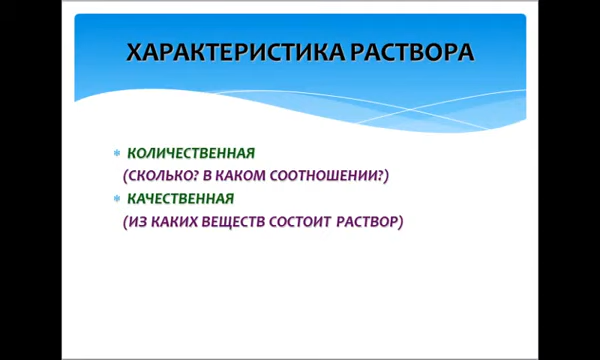 ХАРАКТЕРИСТИКА РАСТВОРА
КОЛИЧЕСТВЕННАЯ
(СКОЛЬКО? В КАКОМ СООТНОШЕНИИ?)
КАЧЕСТВЕННАЯ
(ИЗ КАКИХ ВЕЩЕСТВ СОСТОИТ РАСТВОР)